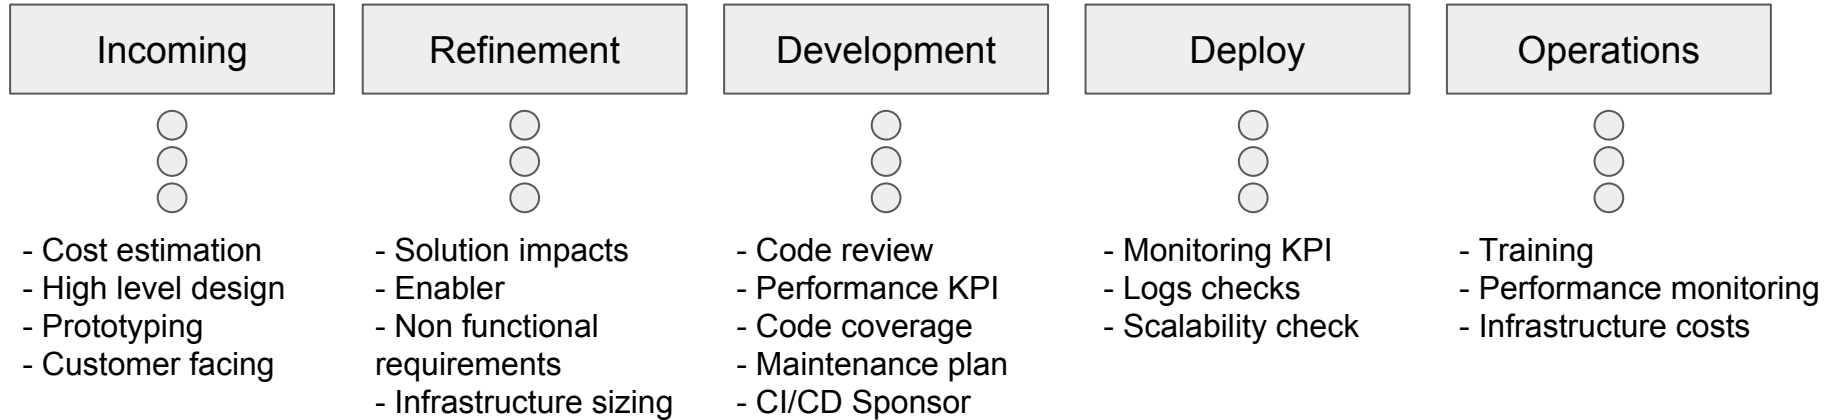 Incoming
Refinement
Development
Deploy
Operations
- Cost estimation
- High level design
- Prototyping
- Customer facing
- Solution impacts
- Enabler
- Non functional
requirements
- Infrastructure sizing
- Code review
- Performance KPI
- Code coverage
- Maintenance plan
- CI/CD Sponsor
- Monitoring KPI
- Logs checks
- Scalability check
- Training
- Performance monitoring
- Infrastructure costs